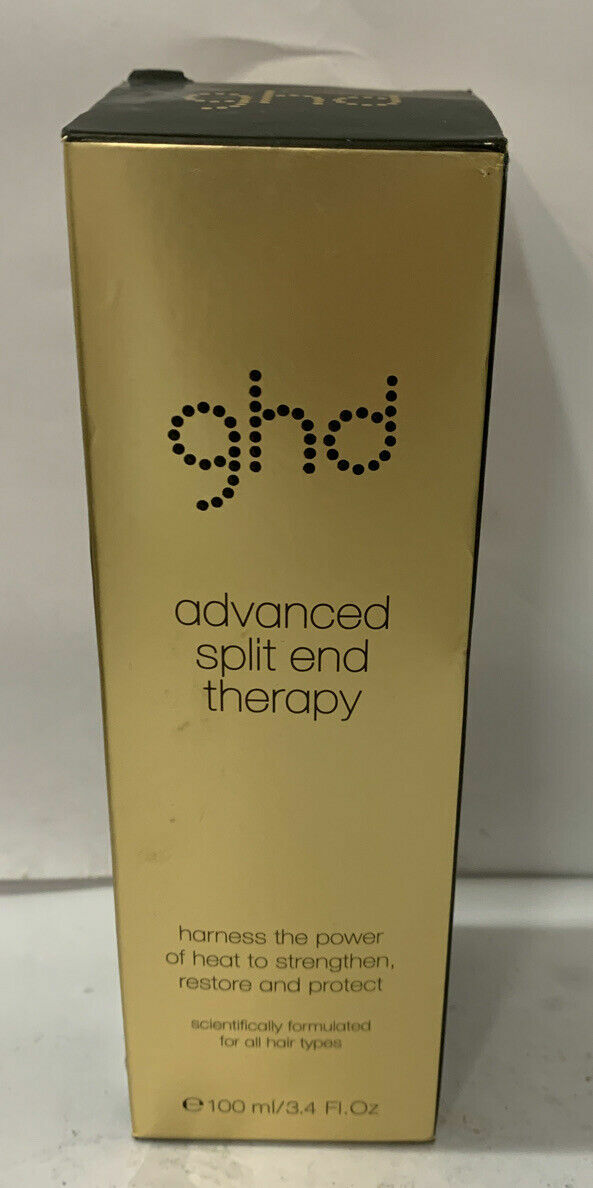 ghd
ghd
advanced
split end
therapy
harness the power
of heat to strengthen,
restore and protect
scientifically formulated
for all hair types
℮100 ml/3.4 Fl.Oz